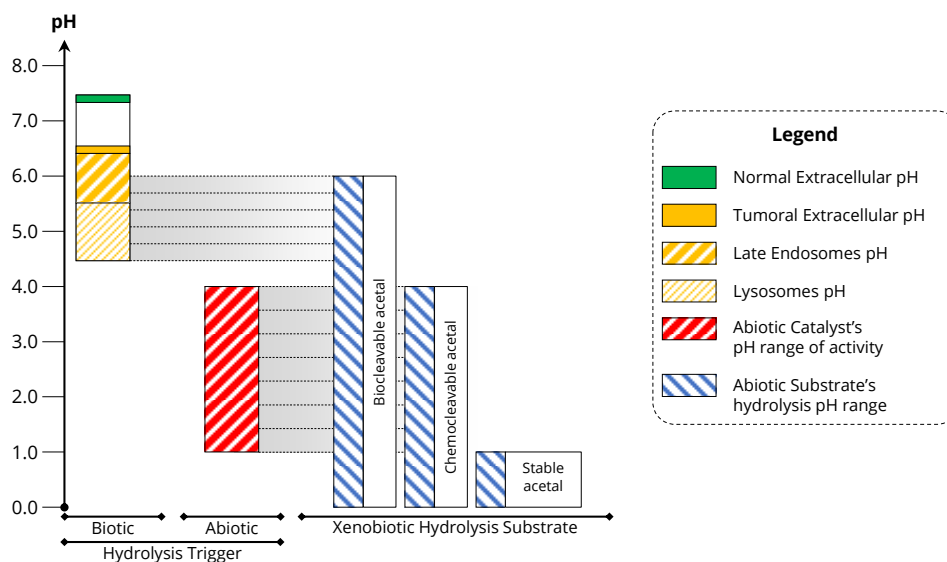 pH
8.0
7.0
6.0
5.0
4.0
3.0
2.0
1.0
0.0
Biocleavable acetal
Chemocleavable acetal
Stable
acetal
Biotic
Abiotic
Xenobiotic Hydrolysis Substrate
Hydrolysis Trigger
Legend
Normal Extracellular pH
Tumoral Extracellular pH
Late Endosomes pH
Lysosomes pH
Abiotic Catalyst's
pH range of activity
Abiotic Substrate's
hydrolysis pH range